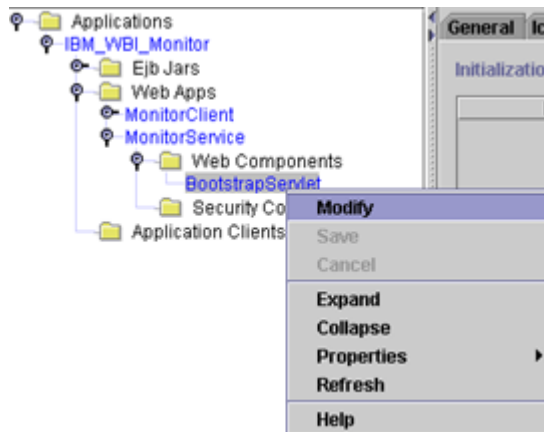 Applications
IBM_WBI_Monitor
Ejb Jars
Web Apps
MonitorClient
MonitorService
Web Components
BootstrapServlet
Security Co
Application Clients
General Ic
Initializatio
Modify
Save
Cancel
Expand
Collapse
Properties
Refresh
Help